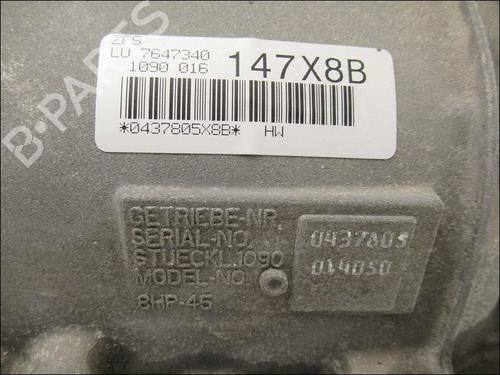 ZFS
LU 7647340
1090 016 147X8B
*0437805X8B* HW
GETRIEBE-NR.
SERIAL-NO. 0437805
STUECKL.1090 014050
MODEL-NO.
8HP-45
B-PARTS